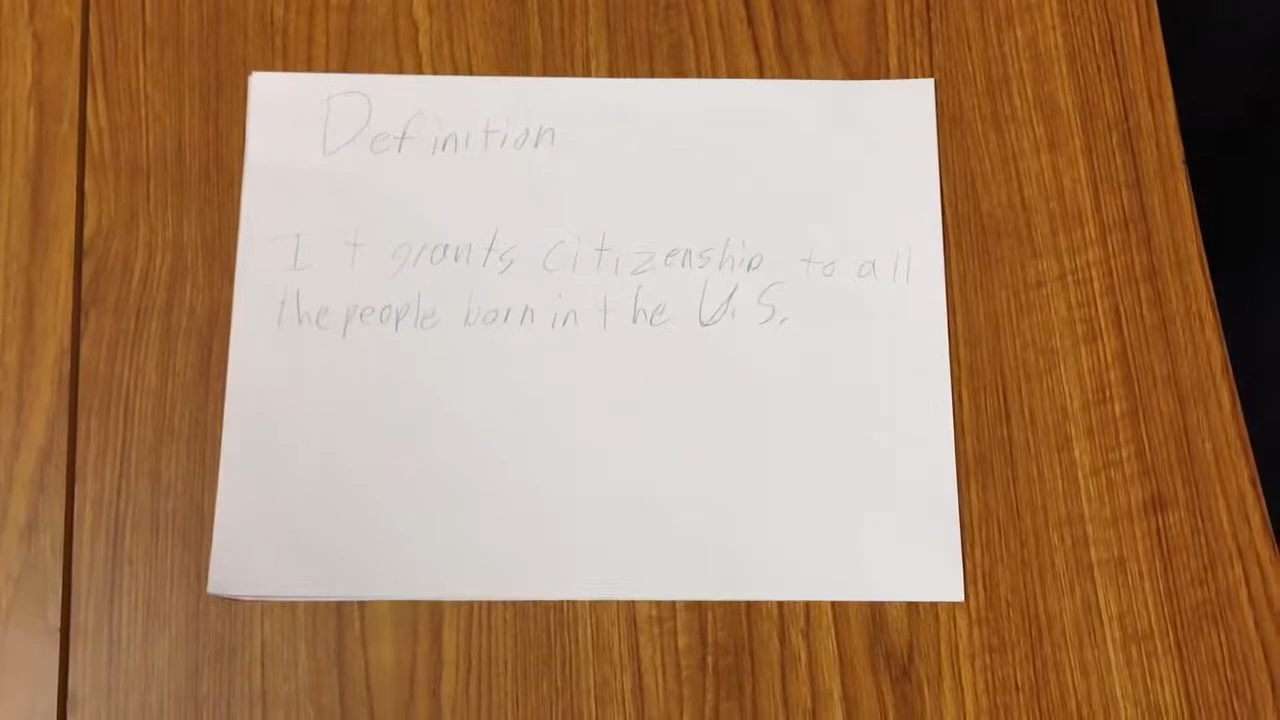 Definition
It grants citizenship to all
the people born in the U.S.